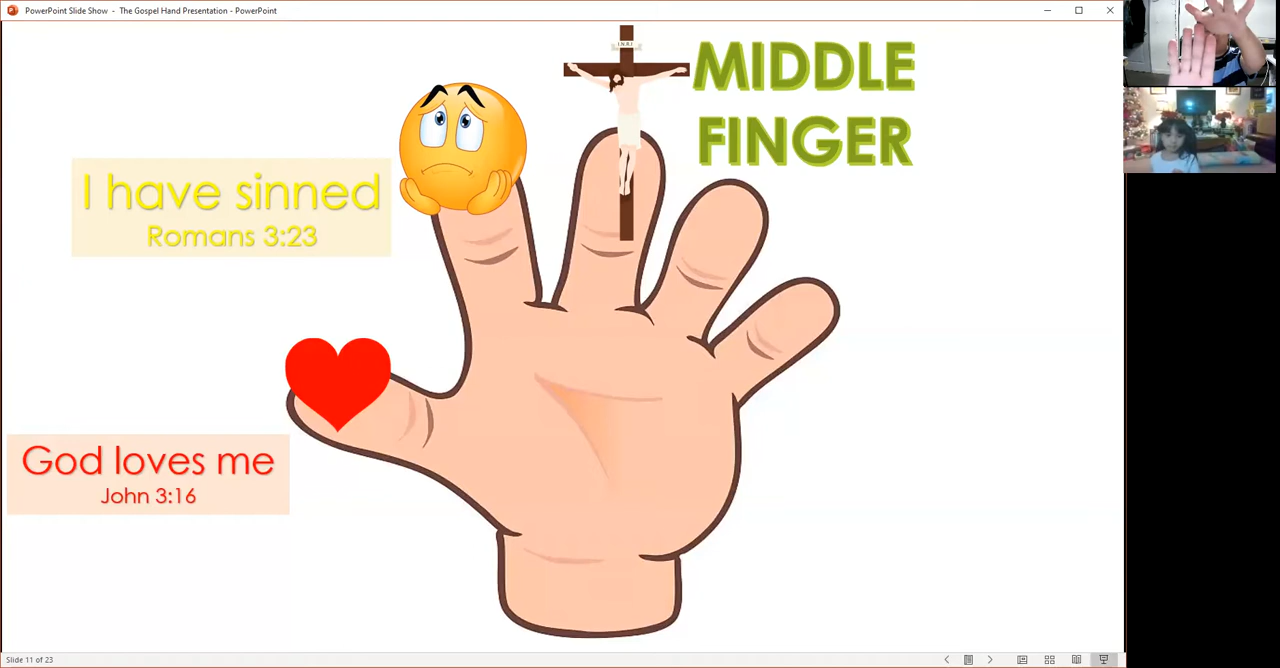 PowerPoint Slide Show - The Gospel Hand Presentation - PowerPoint
I.N.R.I
MIDDLE
FINGER
I have sinned
Romans 3:23
God loves me
John 3:16
Slide 11 of 23